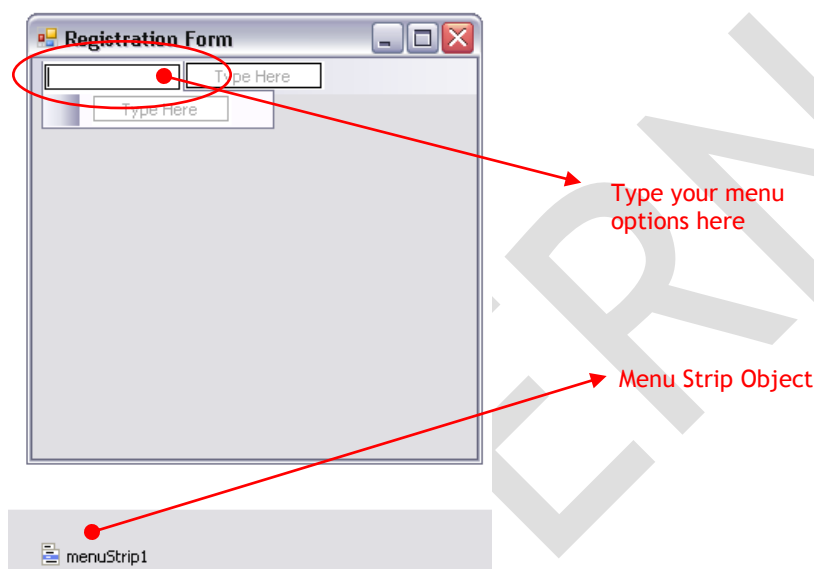 Registration Form
Type Here
Type Here
Type your menu
options here
Menu Strip Object
menuStrip1